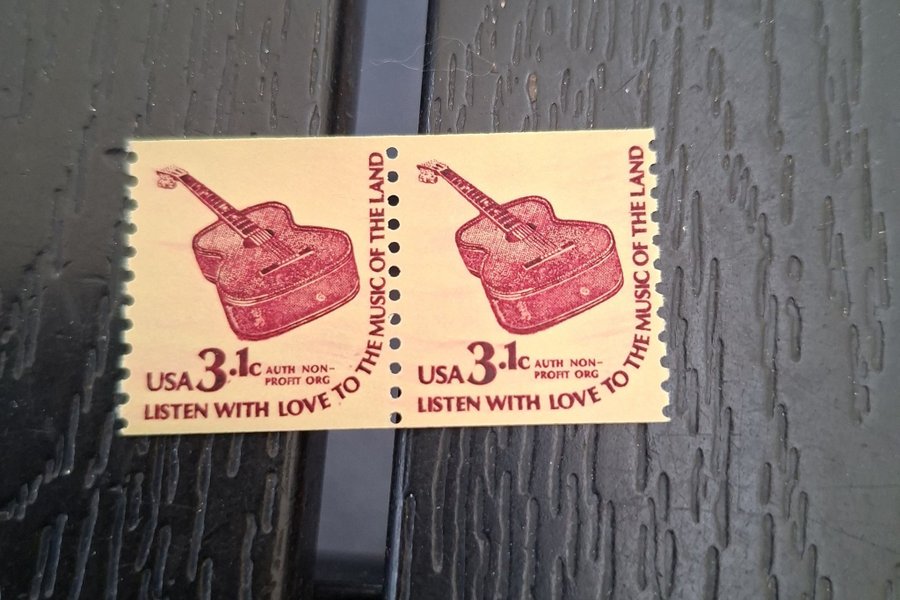 USA 3.1c AUTH NON-
PROFIT ORG
LISTEN WITH LOVE TO THE MUSIC OF THE LAND
USA 3.1c AUTH NON-
PROFIT ORG
LISTEN WITH LOVE TO THE MUSIC OF THE LAND